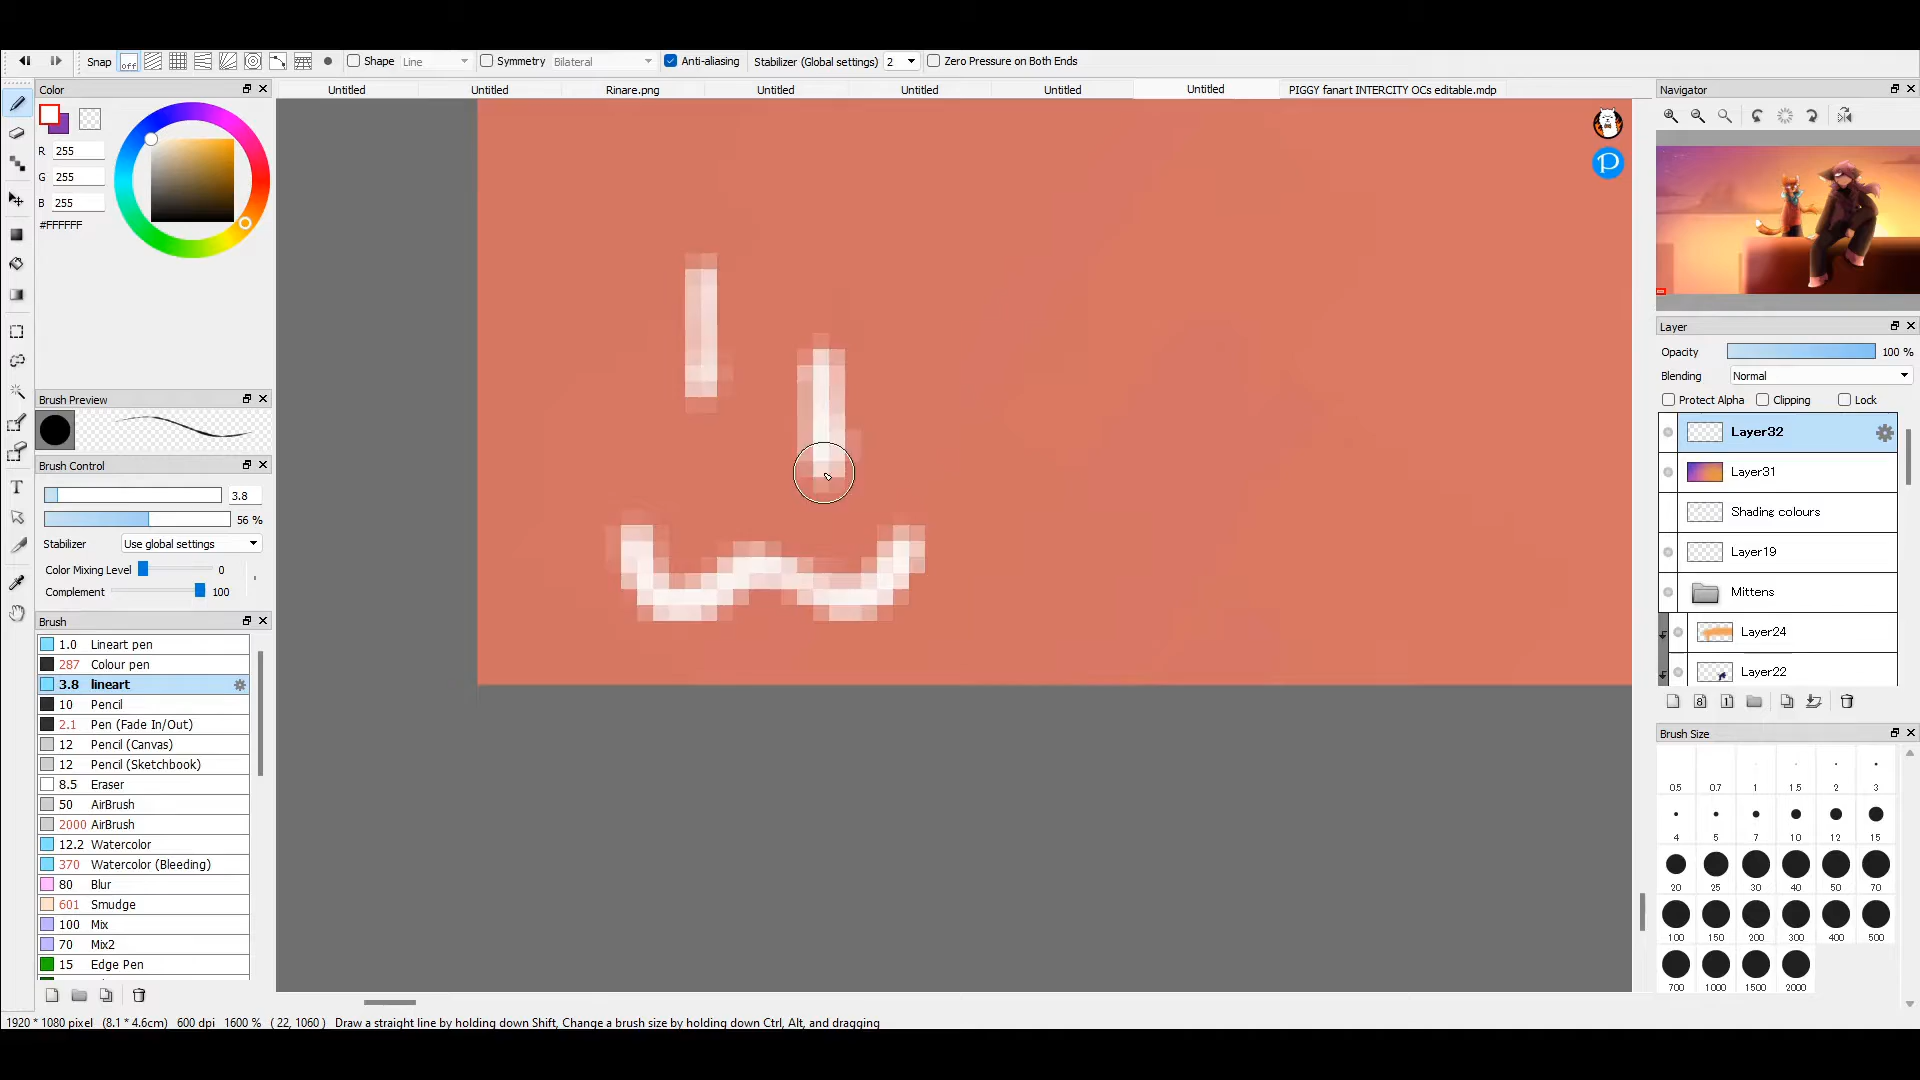 Snap off Shape Line Symmetry Bilateral Anti-aliasing Stabilizer (Global settings) 2 Zero Pressure on Both Ends
Color
Untitled Untitled Rinare.png Untitled Untitled Untitled Untitled PIGGY fanart INTERCITY OCs editable.mdp
Navigator
R 255
G 255
B 255
#FFFFFF
P
Layer
Opacity 100 %
Blending Normal
Protect Alpha Clipping Lock
Layer32
Layer31
Shading colours
Layer19
Mittens
Layer24
Layer22
8 1
Brush Preview
Brush Control
3.8
56 %
Stabilizer Use global settings
Color Mixing Level 0
Complement 100
Brush
1.0 Lineart pen
287 Colour pen
3.8 lineart
10 Pencil
2.1 Pen (Fade In/Out)
12 Pencil (Canvas)
12 Pencil (Sketchbook)
8.5 Eraser
50 AirBrush
2000 AirBrush
12.2 Watercolor
370 Watercolor (Bleeding)
80 Blur
601 Smudge
100 Mix
70 Mix2
15 Edge Pen
T
Brush Size
0.5 0.7 1 1.5 2 3
4 5 7 10 12 15
20 25 30 40 50 70
100 150 200 300 400 500
700 1000 1500 2000
1920 * 1080 pixel (8.1 * 4.6cm) 600 dpi 1600 % ( 22, 1060 ) Draw a straight line by holding down Shift, Change a brush size by holding down Ctrl, Alt, and dragging